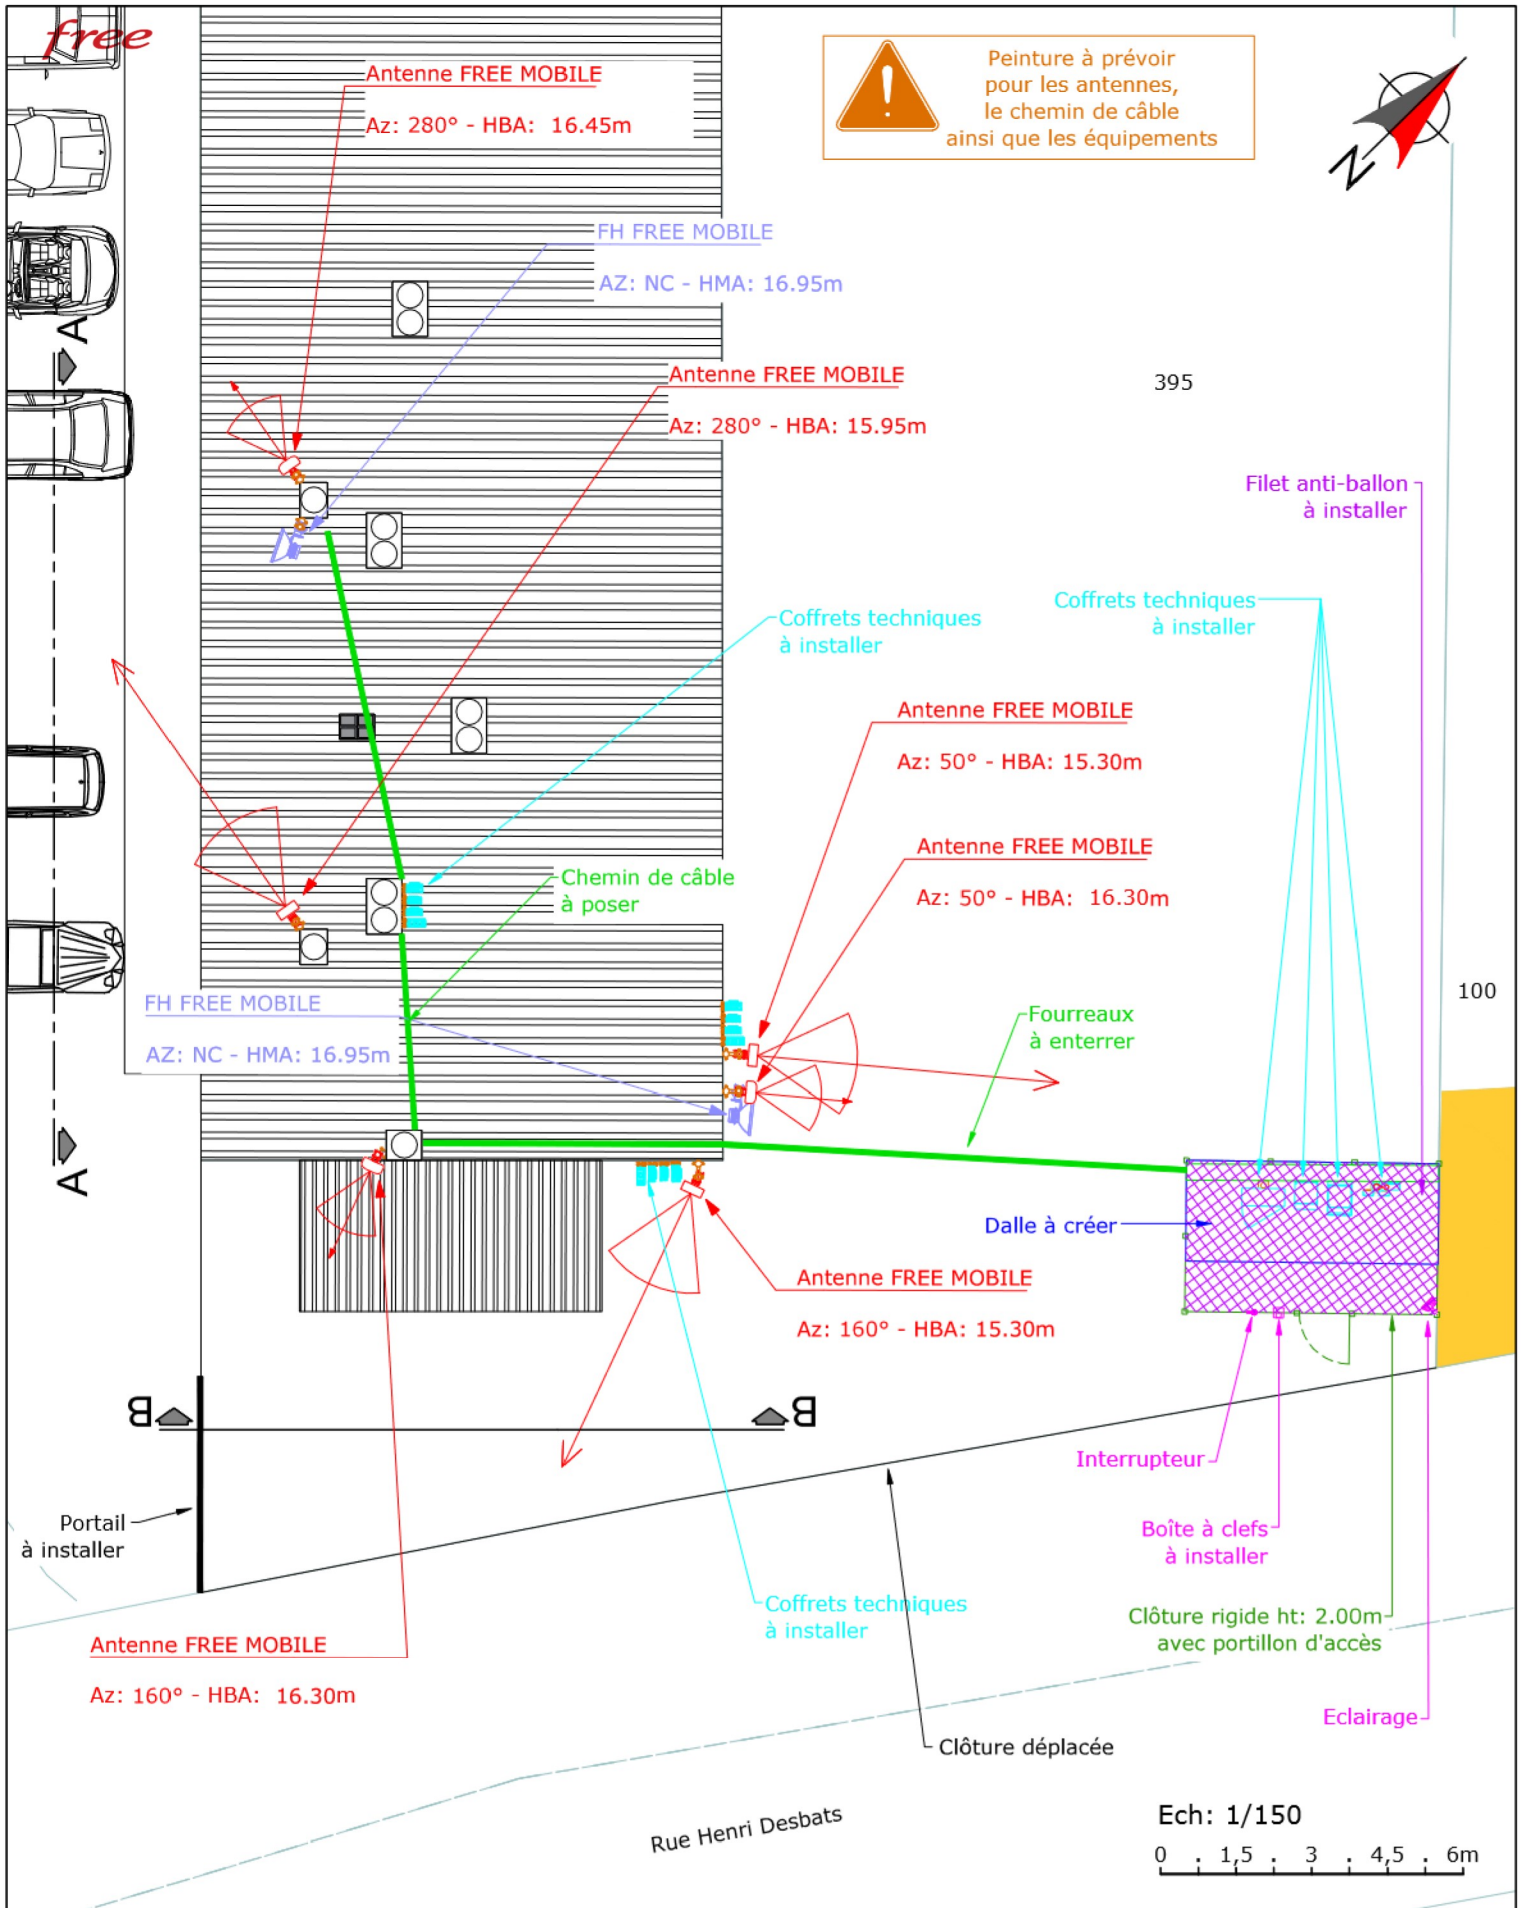 free
Antenne FREE MOBILE
Az: 280° - HBA: 16.45m
Peinture à prévoir
pour les antennes,
le chemin de câble
ainsi que les équipements
N
FH FREE MOBILE
AZ: NC - HMA: 16.95m
A
Antenne FREE MOBILE
Az: 280° - HBA: 15.95m
395
Filet anti-ballon
à installer
Coffrets techniques
à installer
Coffrets techniques
à installer
Antenne FREE MOBILE
Az: 50° - HBA: 15.30m
Antenne FREE MOBILE
Az: 50° - HBA: 16.30m
Chemin de câble
à poser
100
FH FREE MOBILE
AZ: NC - HMA: 16.95m
Fourreaux
à enterrer
A
Dalle à créer
Antenne FREE MOBILE
Az: 160° - HBA: 15.30m
B
B
Interrupteur
Portail
à installer
Boîte à clefs
à installer
Coffrets techniques
à installer
Clôture rigide ht: 2.00m
avec portillon d'accès
Antenne FREE MOBILE
Az: 160° - HBA: 16.30m
Eclairage
Clôture déplacée
Rue Henri Desbats
Ech: 1/150
0 . 1,5 . 3 . 4,5 . 6m